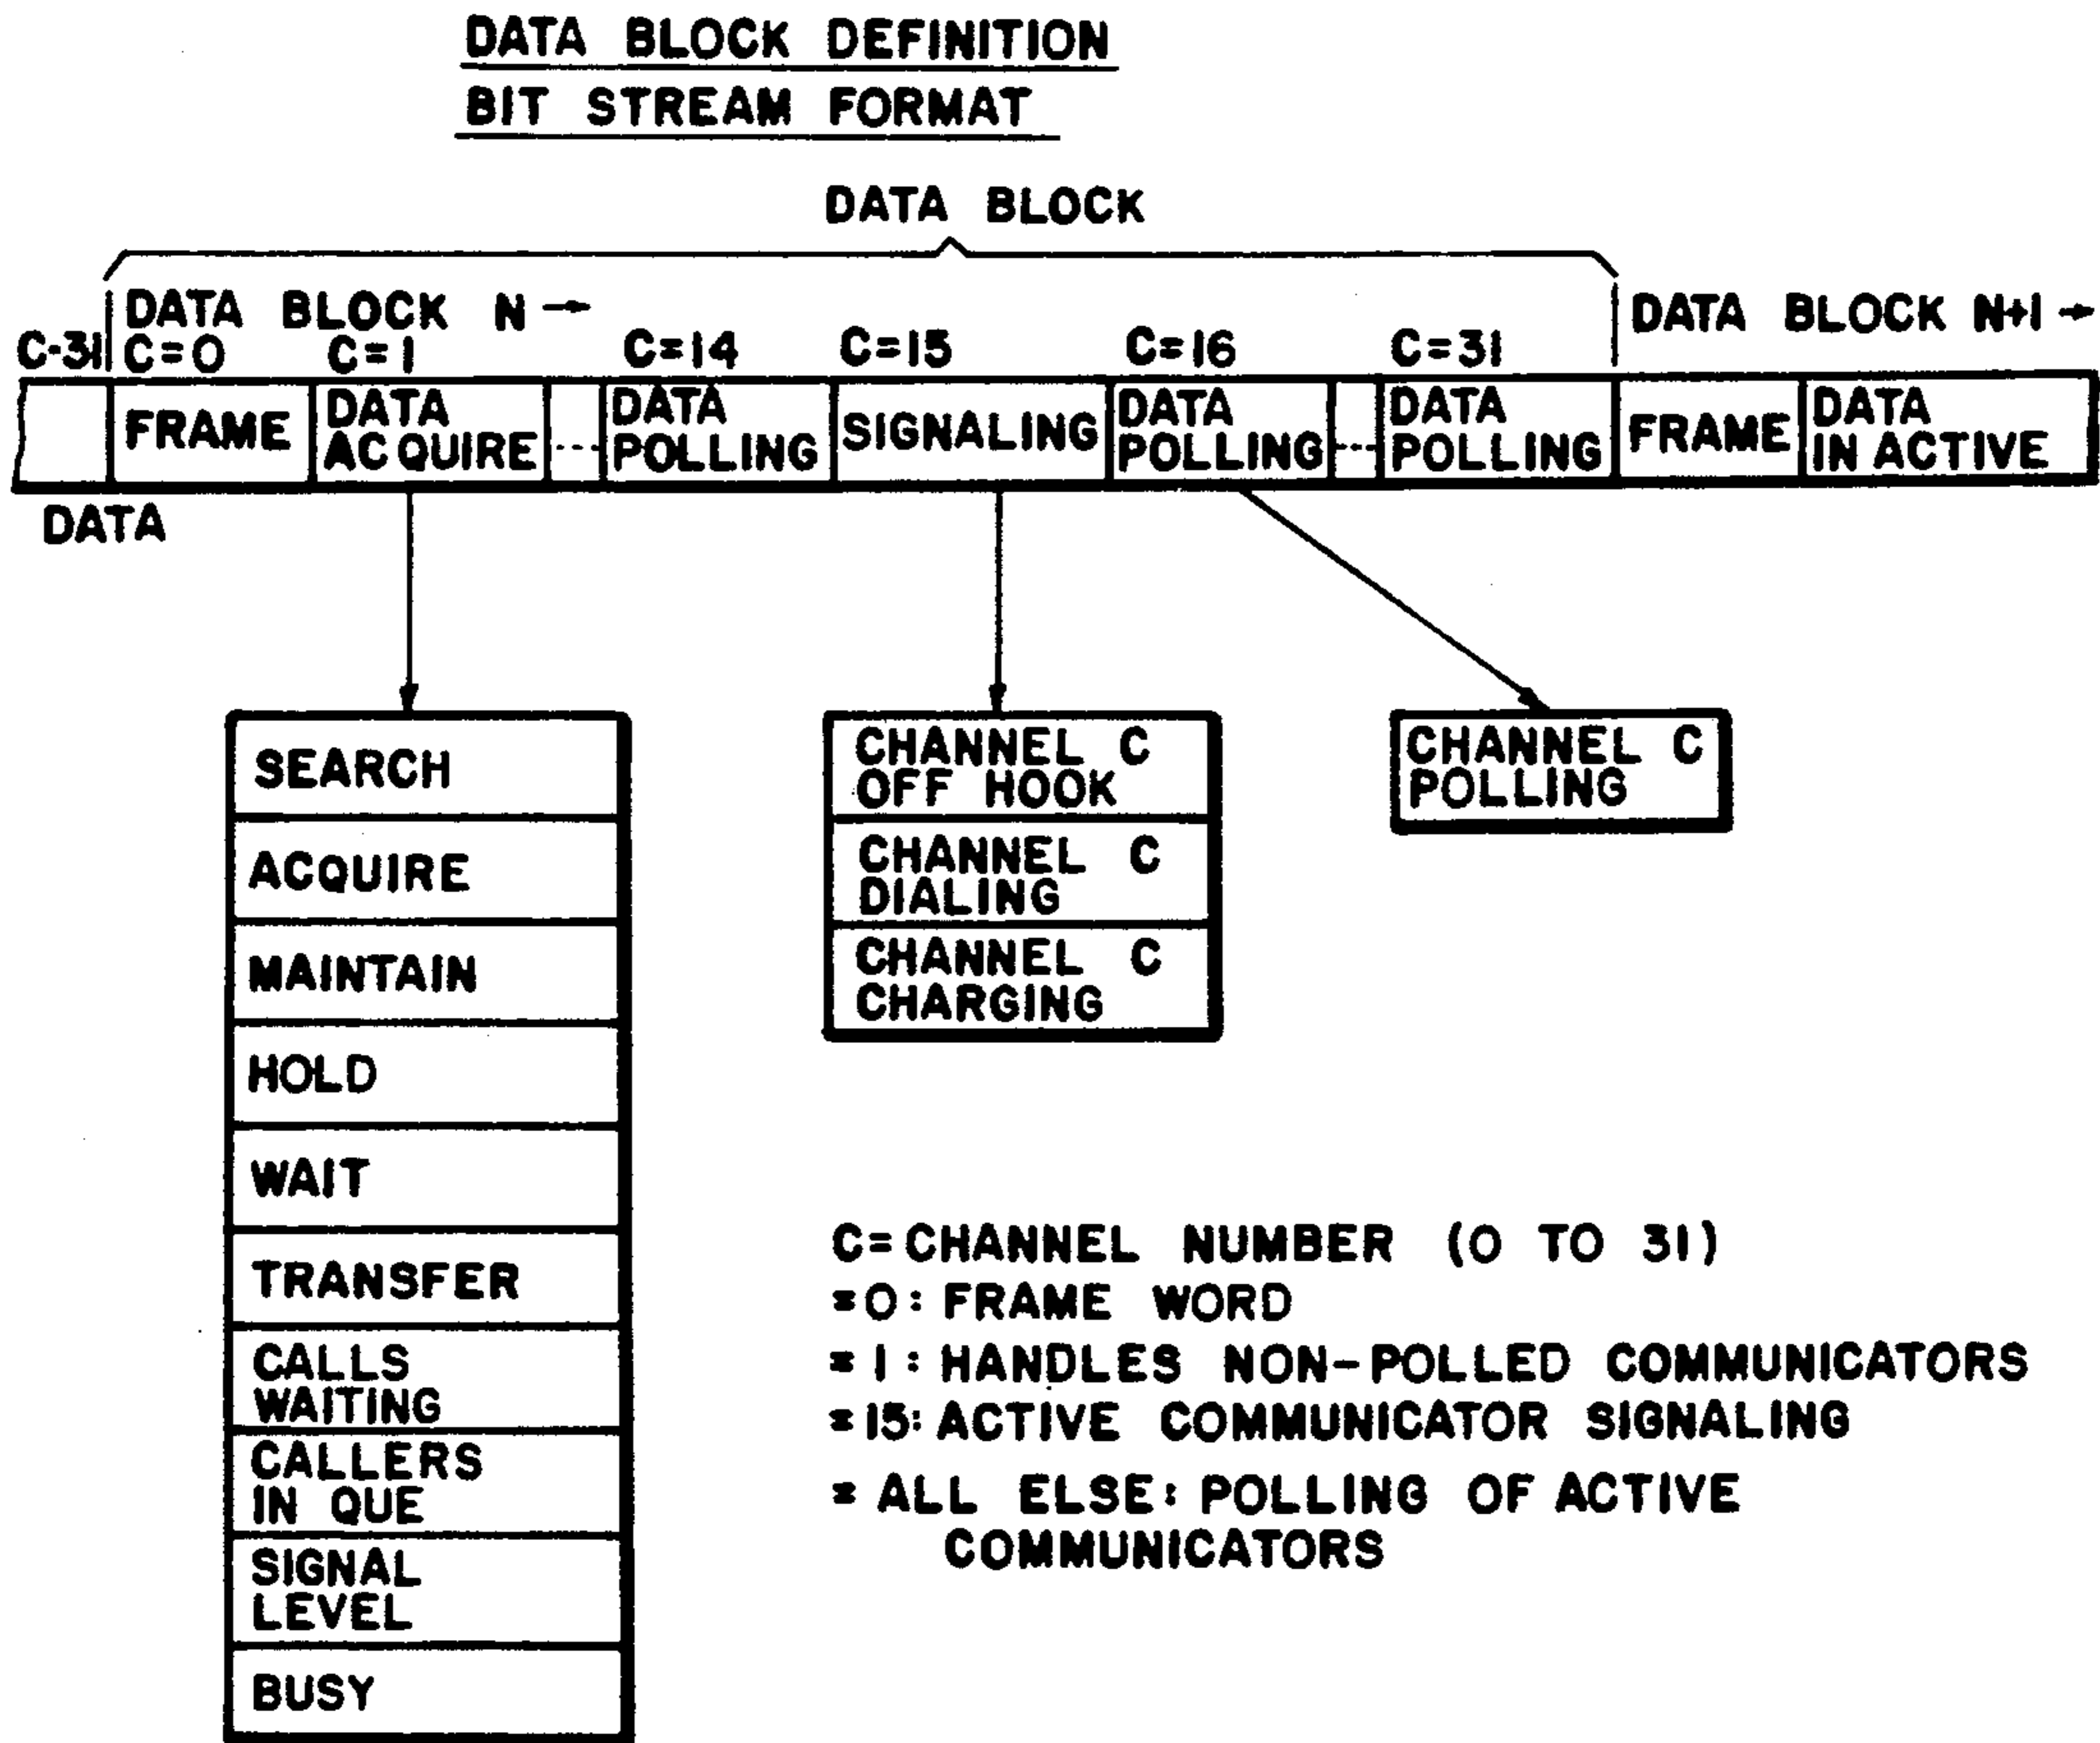 DATA BLOCK DEFINITION
BIT STREAM FORMAT
DATA BLOCK
DATA BLOCK N →
DATA BLOCK N+1 →
C-31 C=0 C=1 C=14 C=15 C=16 C=31
FRAME
DATA
ACQUIRE
...
DATA
POLLING
SIGNALING
DATA
POLLING
...
DATA
POLLING
FRAME
DATA
IN ACTIVE
DATA
SEARCH
ACQUIRE
MAINTAIN
HOLD
WAIT
TRANSFER
CALLS
WAITING
CALLERS
IN QUE
SIGNAL
LEVEL
BUSY
CHANNEL C
OFF HOOK
CHANNEL C
DIALING
CHANNEL C
CHARGING
CHANNEL C
POLLING
C=CHANNEL NUMBER (0 TO 31)
=0: FRAME WORD
=1: HANDLES NON-POLLED COMMUNICATORS
=15: ACTIVE COMMUNICATOR SIGNALING
= ALL ELSE: POLLING OF ACTIVE
COMMUNICATORS